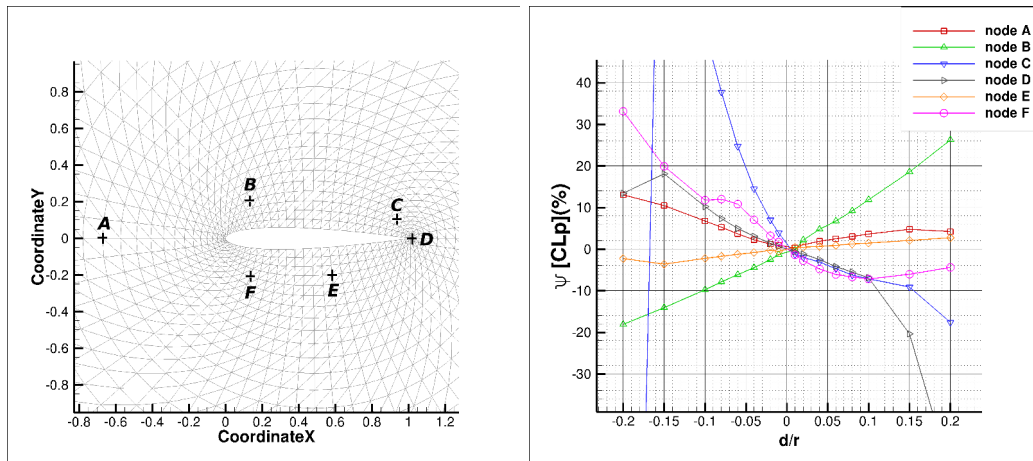 0.8
0.6
0.4
0.2
0
-0.2
-0.4
-0.6
-0.8
CoordinateY
A
B
C
D
E
F
-0.8 -0.6 -0.4 -0.2 0 0.2 0.4 0.6 0.8 1 1.2
CoordinateX
node A
node B
node C
node D
node E
node F
40
30
20
10
0
-10
-20
-30
Ψ [CLp](%)
-0.2 -0.15 -0.1 -0.05 0 0.05 0.1 0.15 0.2
d/r